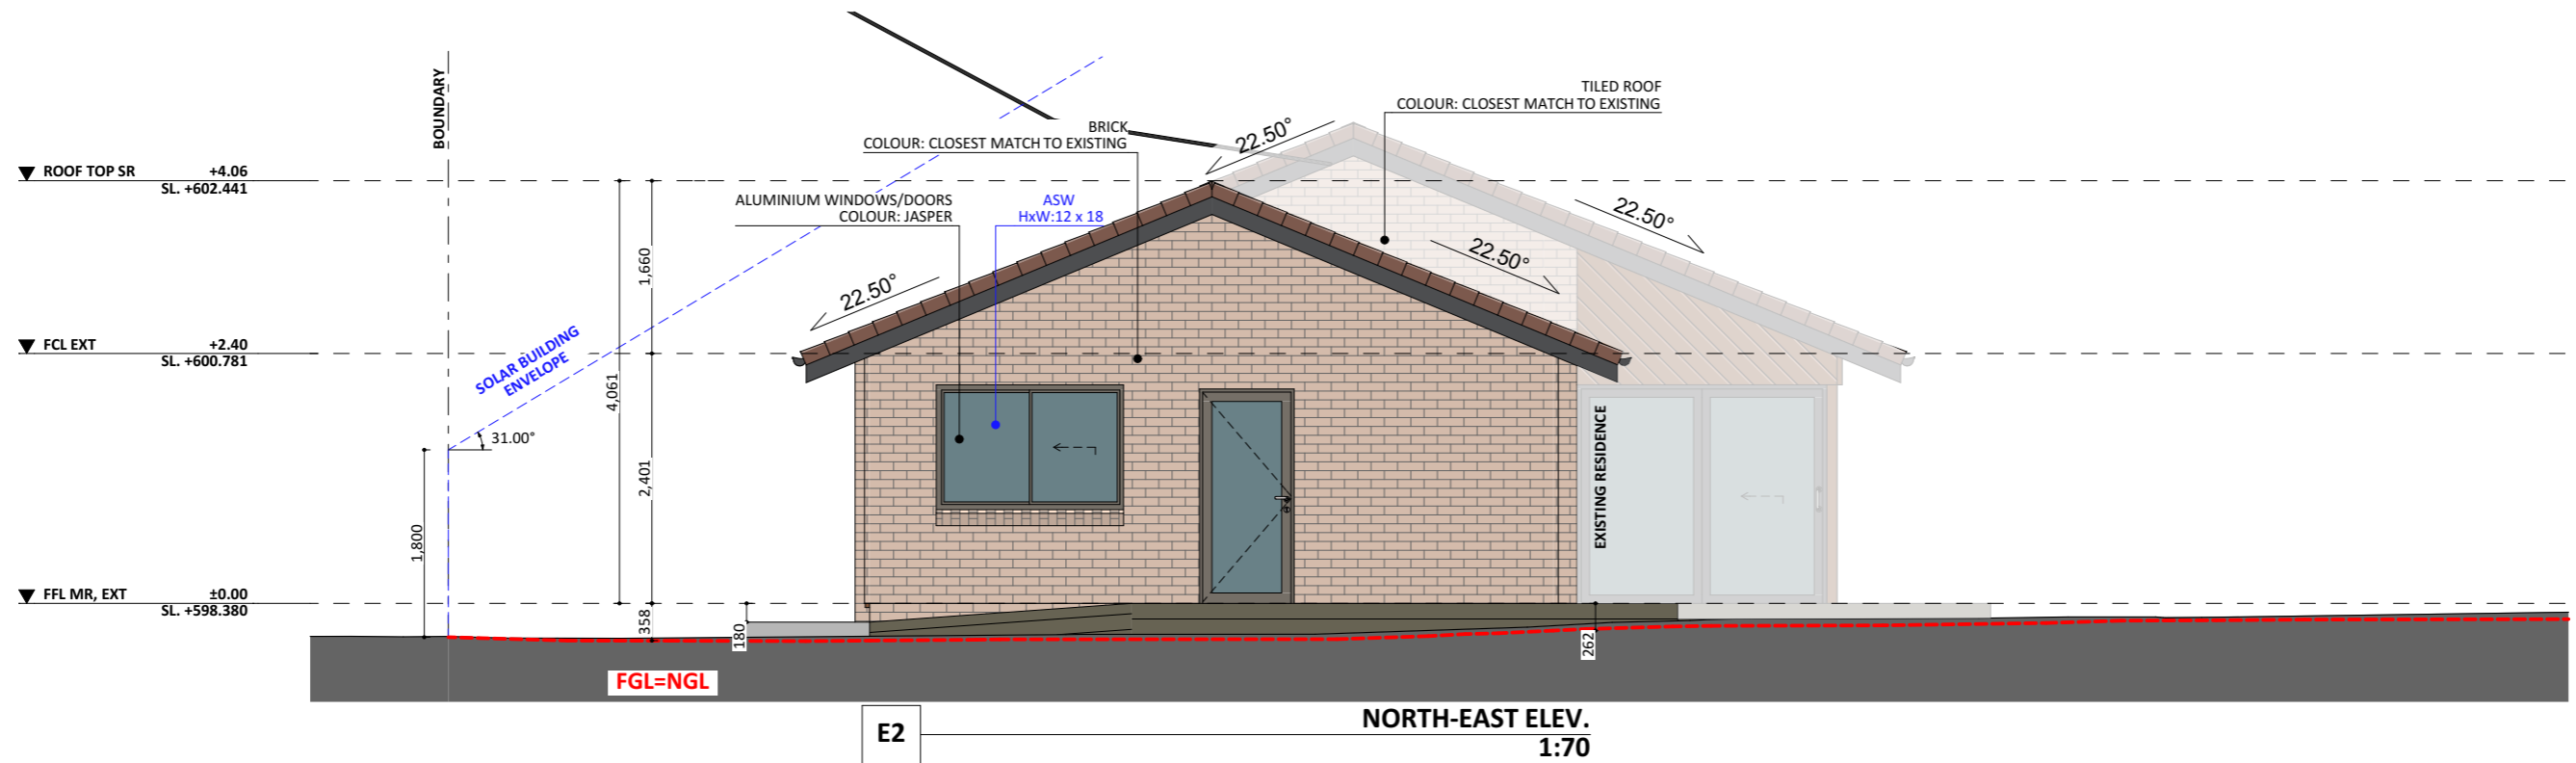 BOUNDARY
TILED ROOF
COLOUR: CLOSEST MATCH TO EXISTING
BRICK
COLOUR: CLOSEST MATCH TO EXISTING
22.50°
ROOF TOP SR +4.06
SL. +602.441
ALUMINIUM WINDOWS/DOORS
COLOUR: JASPER
ASW
HxW:12 x 18
22.50°
22.50°
22.50°
1,660
FCL EXT +2.40
SL. +600.781
SOLAR BUILDING
ENVELOPE
4,061
31.00°
2,401
1,800
EXISTING RESIDENCE
FFL MR, EXT ±0.00
SL. +598.380
358
180
262
FGL=NGL
E2
NORTH-EAST ELEV.
1:70